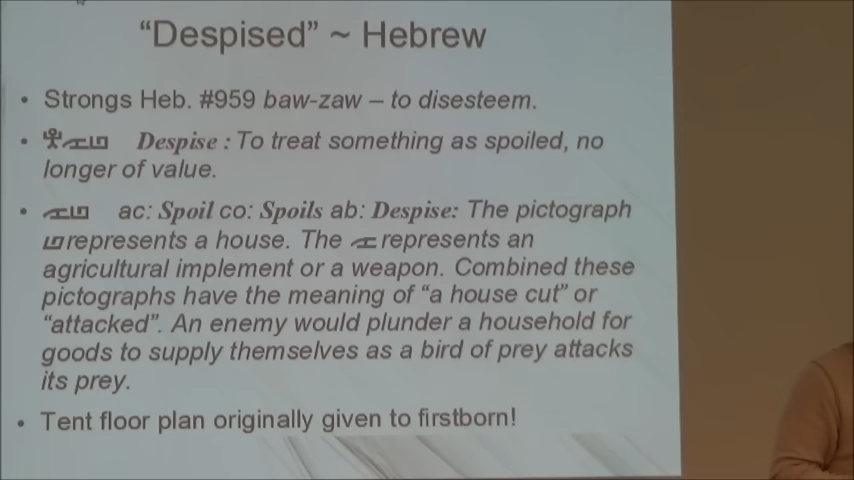 “Despised” ~ Hebrew
• Strongs Heb. #959 baw-zaw – to disesteem.
• Despise : To treat something as spoiled, no
longer of value.
• ac: Spoil co: Spoils ab: Despise: The pictograph
represents a house. The represents an
agricultural implement or a weapon. Combined these
pictographs have the meaning of “a house cut” or
“attacked”. An enemy would plunder a household for
goods to supply themselves as a bird of prey attacks
its prey.
• Tent floor plan originally given to firstborn!